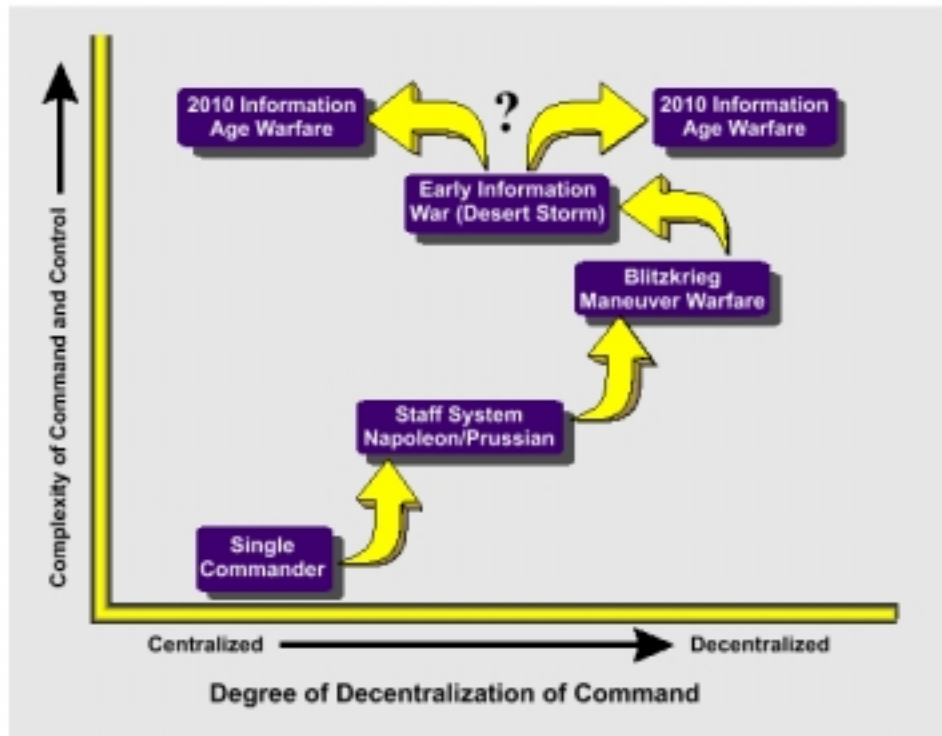 2010 Information
Age Warfare
?
2010 Information
Age Warfare
Early Information
War (Desert Storm)
Blitzkrieg
Maneuver Warfare
Staff System
Napoleon/Prussian
Single
Commander
Complexity of Command and Control
Centralized
Decentralized
Degree of Decentralization of Command